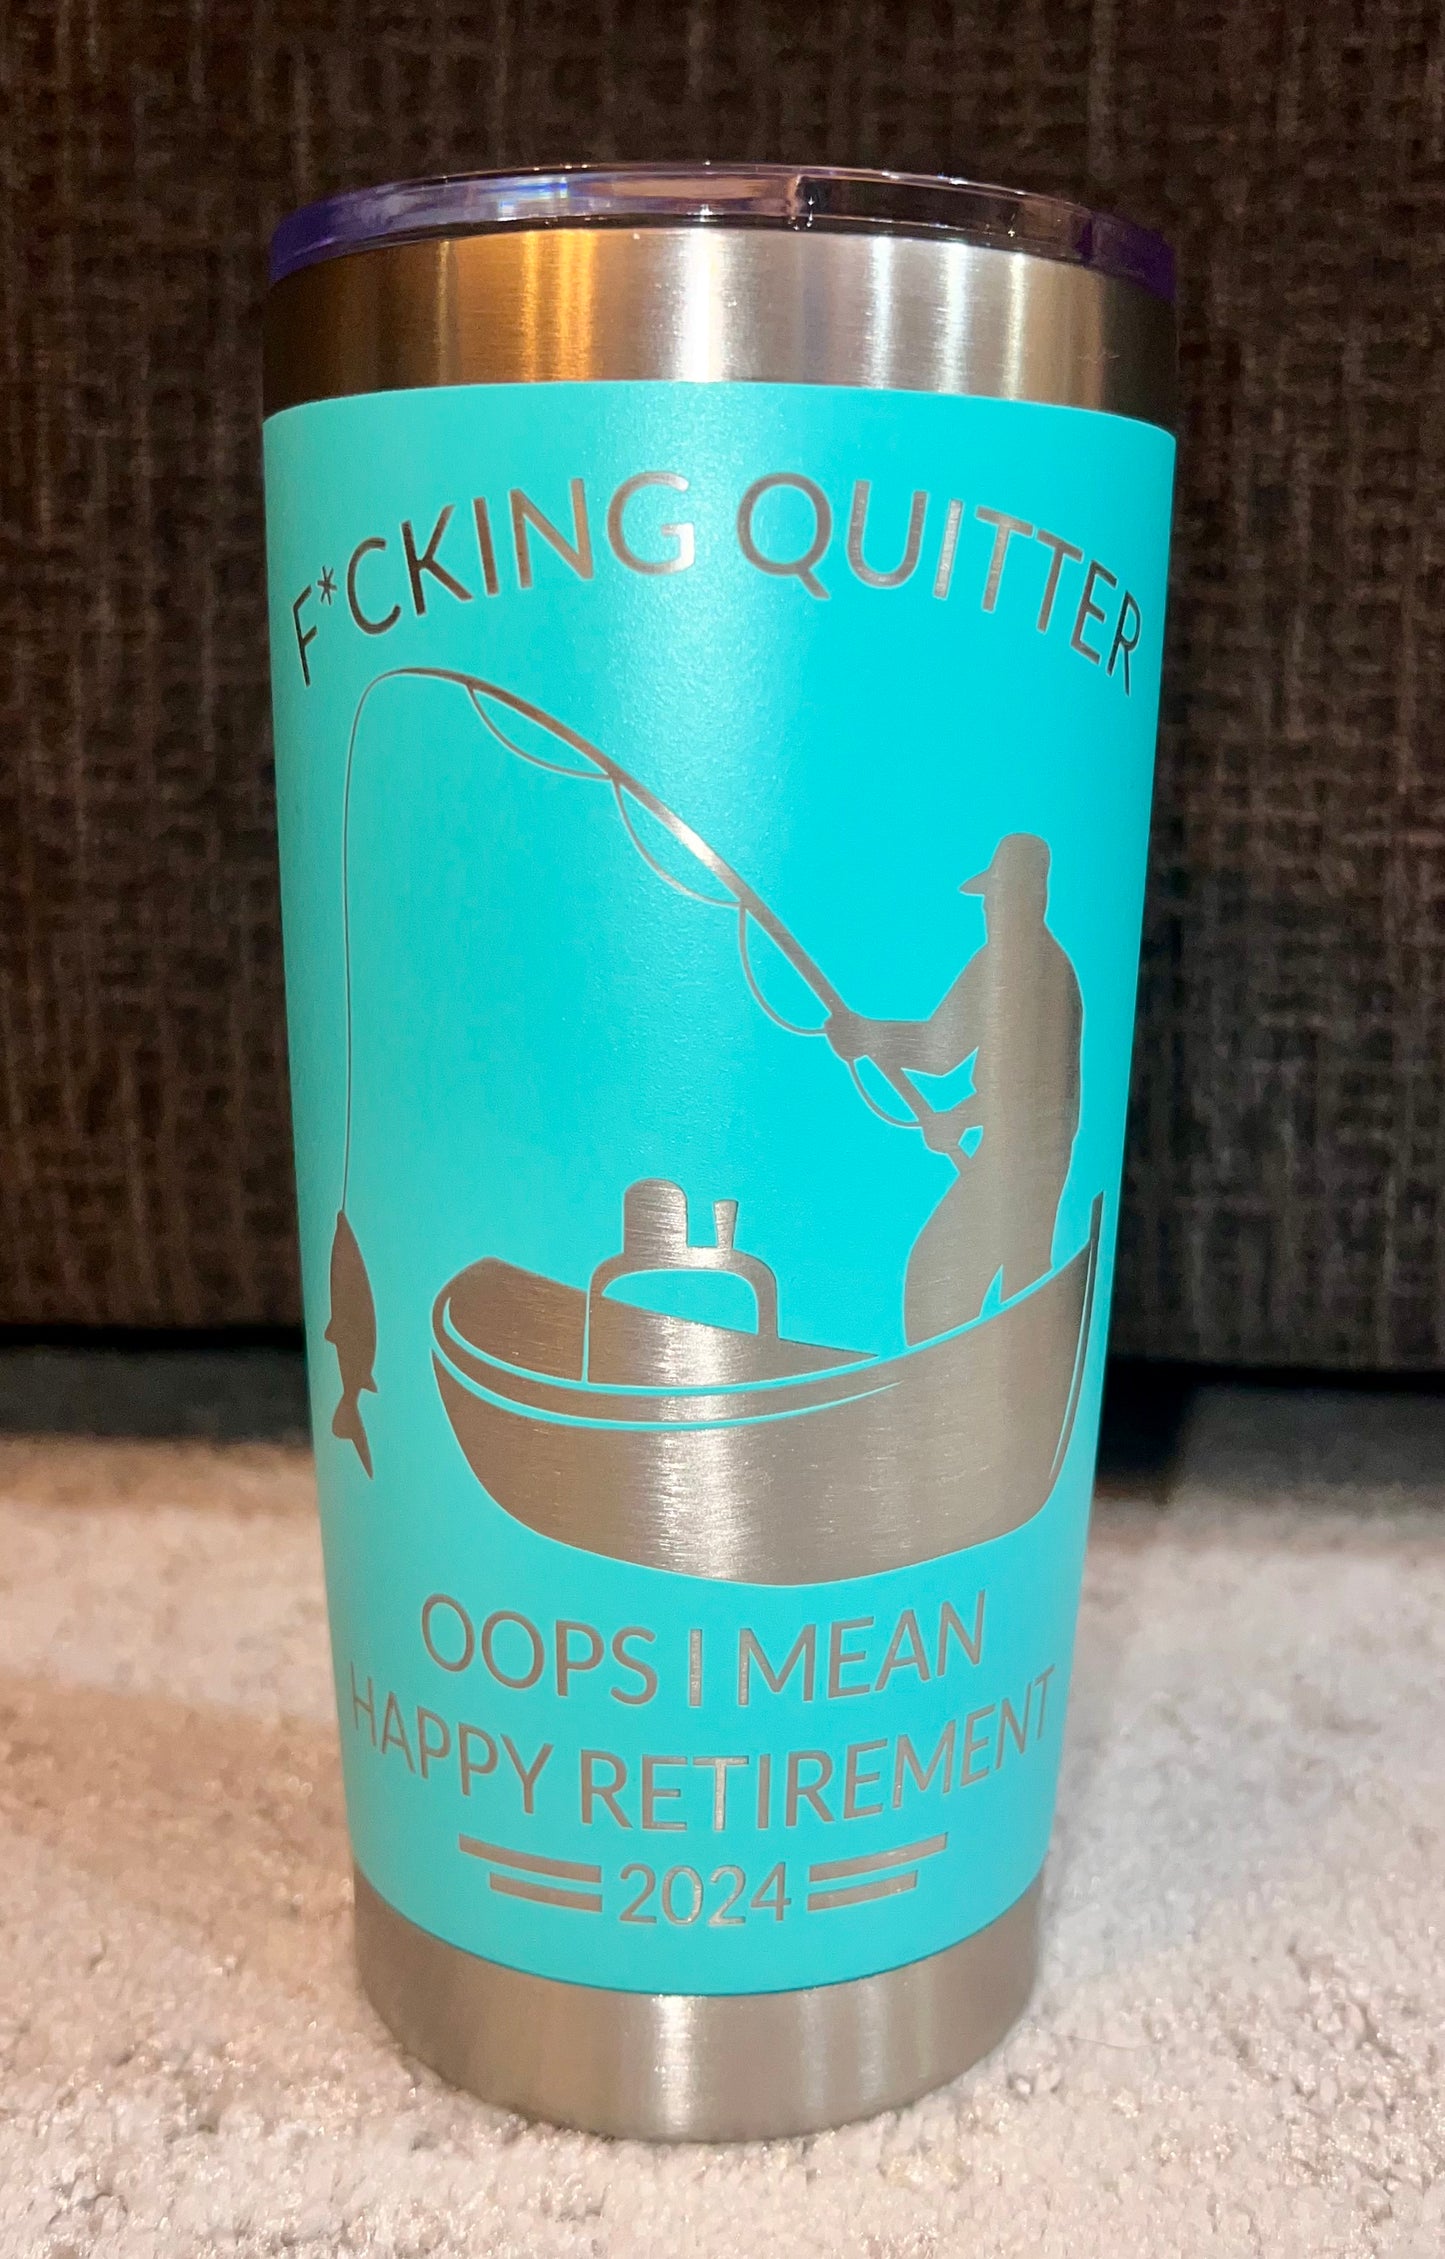 F*CKING QUITTER
OOPS I MEAN
HAPPY RETIREMENT
2024